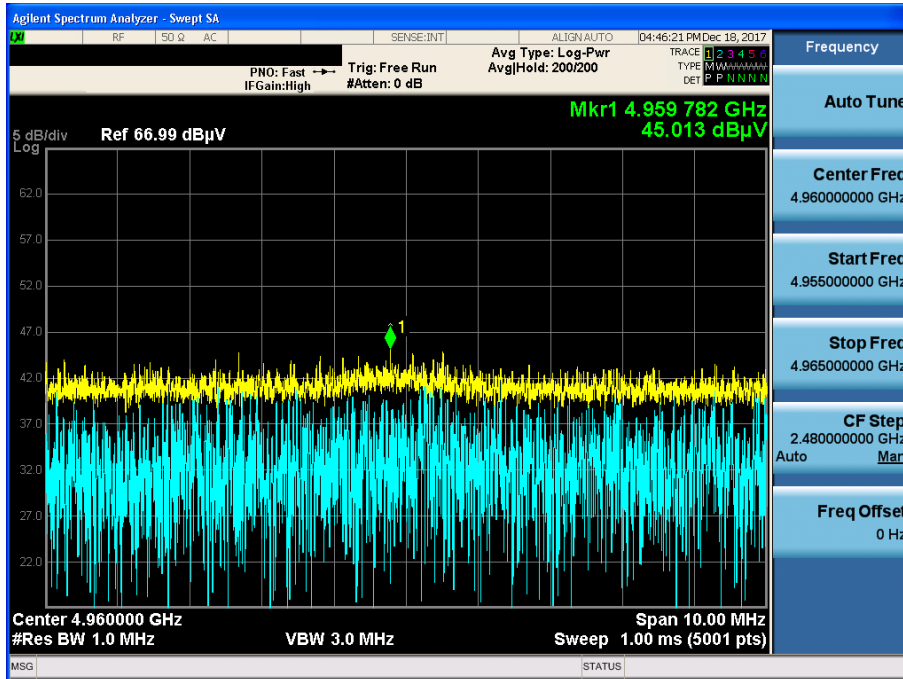 Agilent Spectrum Analyzer - Swept SA
LXI RF 50 Ω AC SENSE:INT ALIGN AUTO 04:46:21 PM Dec 18, 2017
PNO: Fast
IFGain:High
Trig: Free Run
#Atten: 0 dB
Avg Type: Log-Pwr
Avg|Hold: 200/200
TRACE 1 2 3 4 5 6
TYPE M W W W W W
DET P P N N N N
Mkr1 4.959 782 GHz
45.013 dBµV
5 dB/div Ref 66.99 dBµV
Log
62.0
57.0
52.0
47.0
42.0
37.0
32.0
27.0
22.0
1
Center 4.960000 GHz Span 10.00 MHz
#Res BW 1.0 MHz VBW 3.0 MHz Sweep 1.00 ms (5001 pts)
MSG STATUS
Frequency
Auto Tune
Center Freq
4.960000000 GHz
Start Freq
4.955000000 GHz
Stop Freq
4.965000000 GHz
CF Step
2.480000000 GHz
Auto Man
Freq Offset
0 Hz